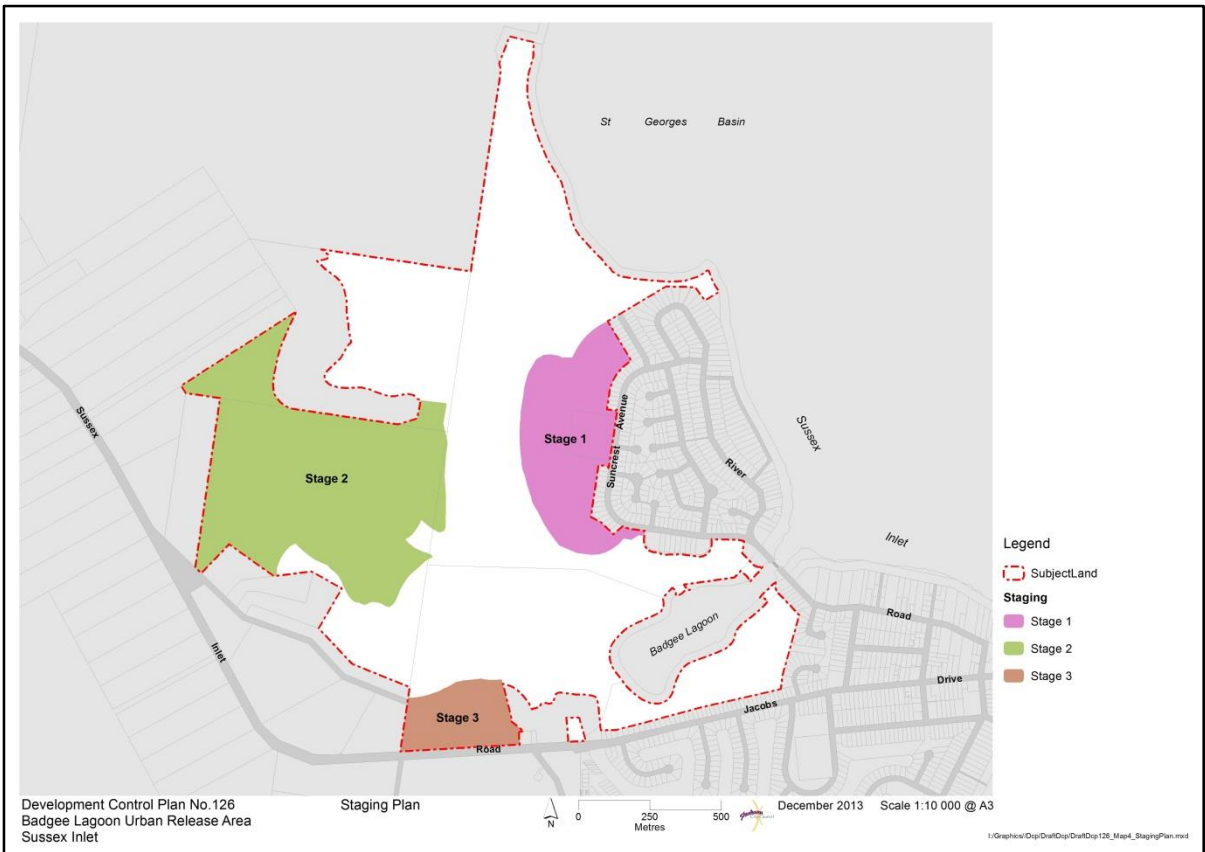 St Georges Basin
Sussex
Stage 1
Suncrest Avenue
River
Sussex
Stage 2
Inlet
Badgee Lagoon
Road
Inlet
Drive
Jacobs
Stage 3
Road
Legend
SubjectLand
Staging
Stage 1
Stage 2
Stage 3
Development Control Plan No.126
Badgee Lagoon Urban Release Area
Sussex Inlet
Staging Plan
N
0 250 500
Metres
December 2013 Scale 1:10 000 @ A3
I:/Graphics//Dcp/DraftDcp/DraftDcp126_Map4_StagingPlan.mxd